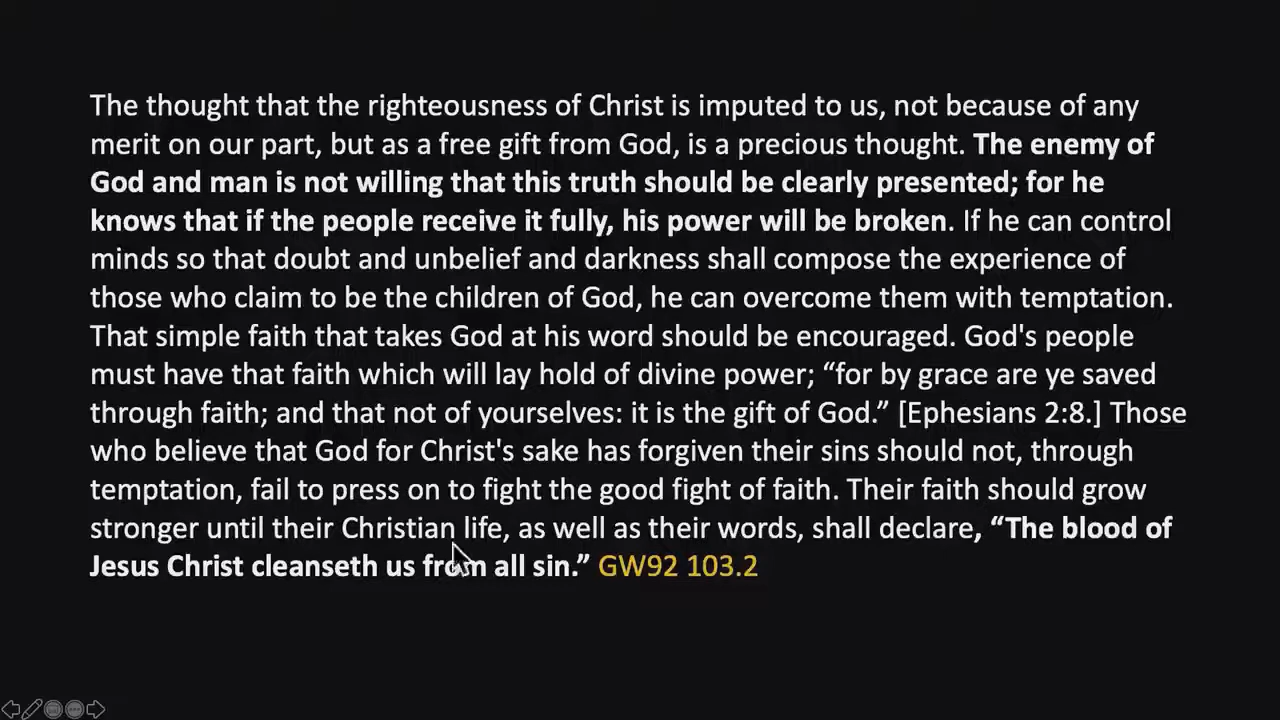 The thought that the righteousness of Christ is imputed to us, not because of any
merit on our part, but as a free gift from God, is a precious thought. The enemy of
God and man is not willing that this truth should be clearly presented; for he
knows that if the people receive it fully, his power will be broken. If he can control
minds so that doubt and unbelief and darkness shall compose the experience of
those who claim to be the children of God, he can overcome them with temptation.
That simple faith that takes God at his word should be encouraged. God's people
must have that faith which will lay hold of divine power; “for by grace are ye saved
through faith; and that not of yourselves: it is the gift of God.” [Ephesians 2:8.] Those
who believe that God for Christ's sake has forgiven their sins should not, through
temptation, fail to press on to fight the good fight of faith. Their faith should grow
stronger until their Christian life, as well as their words, shall declare, “The blood of
Jesus Christ cleanseth us from all sin.” GW92 103.2